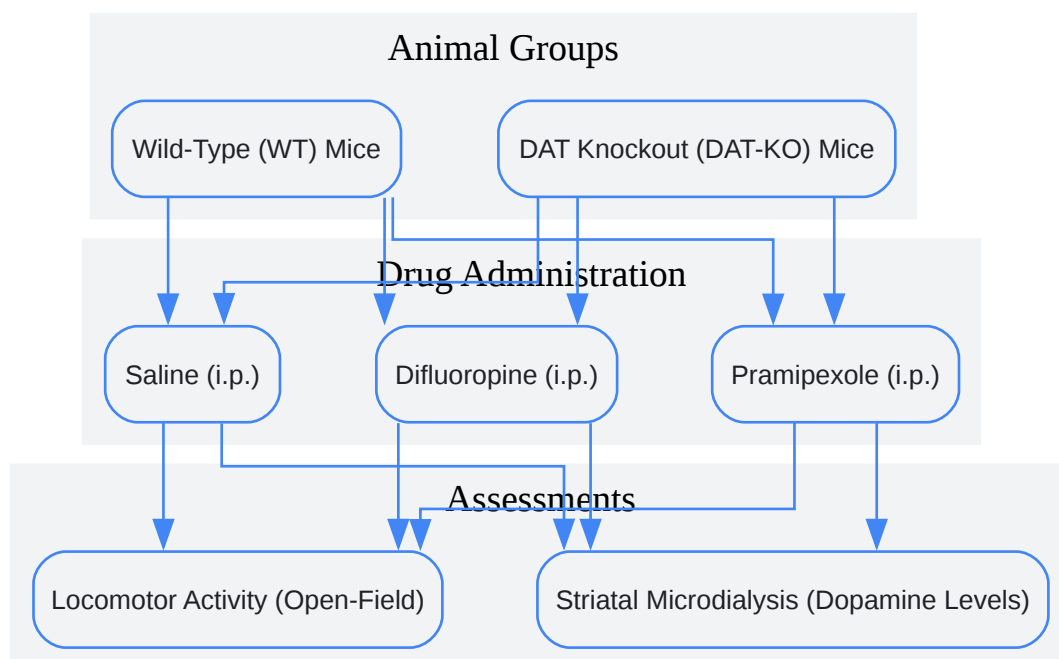 Animal Groups
Wild-Type (WT) Mice
DAT Knockout (DAT-KO) Mice
Drug Administration
Saline (i.p.)
Difluoropine (i.p.)
Pramipexole (i.p.)
Assessments
Locomotor Activity (Open-Field)
Striatal Microdialysis (Dopamine Levels)